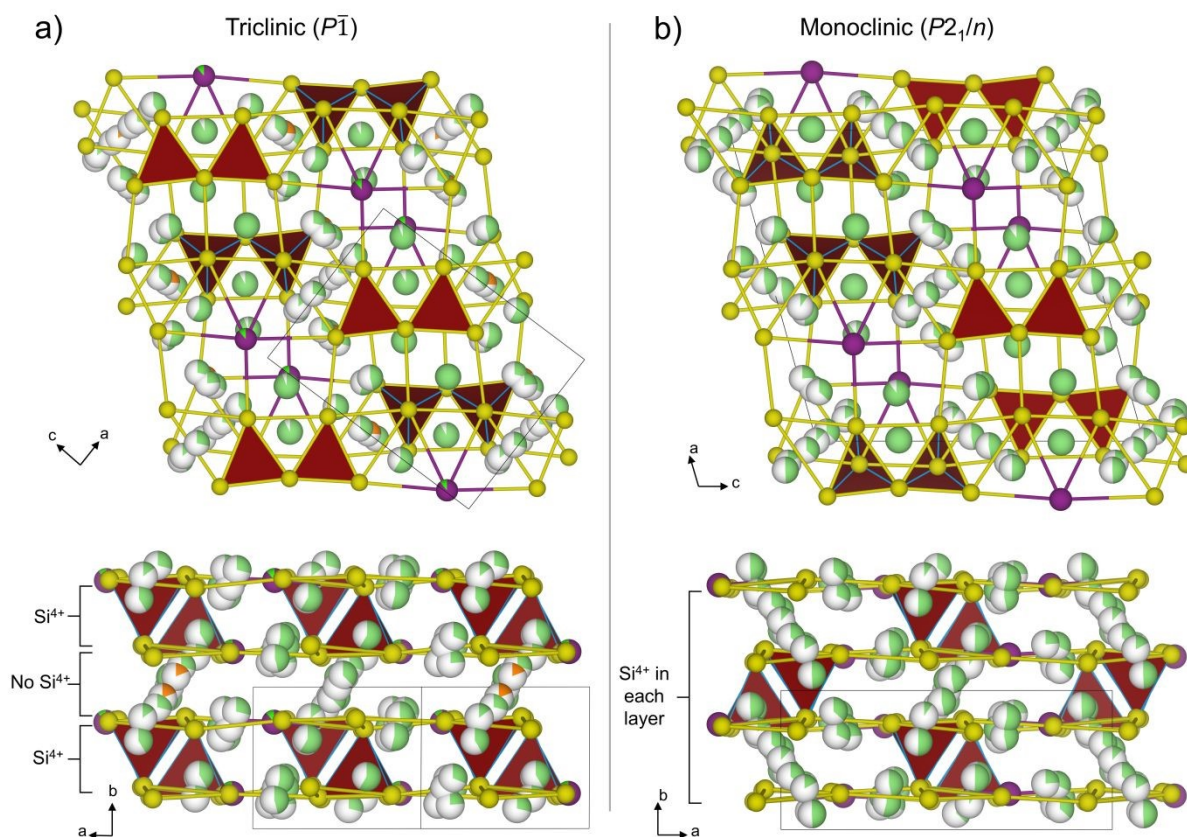 a)
Triclinic (P1̅)
c
a
Si⁴⁺
No Si⁴⁺
Si⁴⁺
b
a
b)
Monoclinic (P2₁/n)
a
c
Si⁴⁺ in
each
layer
b
a